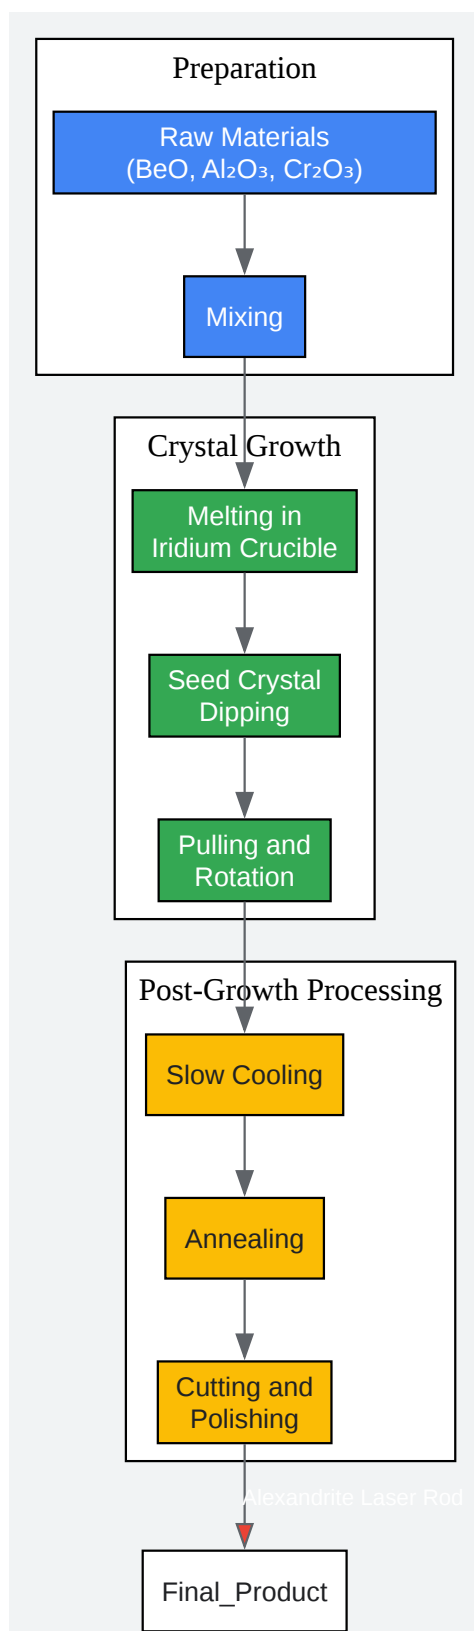 Preparation
Raw Materials
(BeO, Al₂O₃, Cr₂O₃)
Mixing
Crystal Growth
Melting in
Iridium Crucible
Seed Crystal
Dipping
Pulling and
Rotation
Post-Growth Processing
Slow Cooling
Annealing
Cutting and
Polishing
Alexandrite Laser Rod
Final_Product